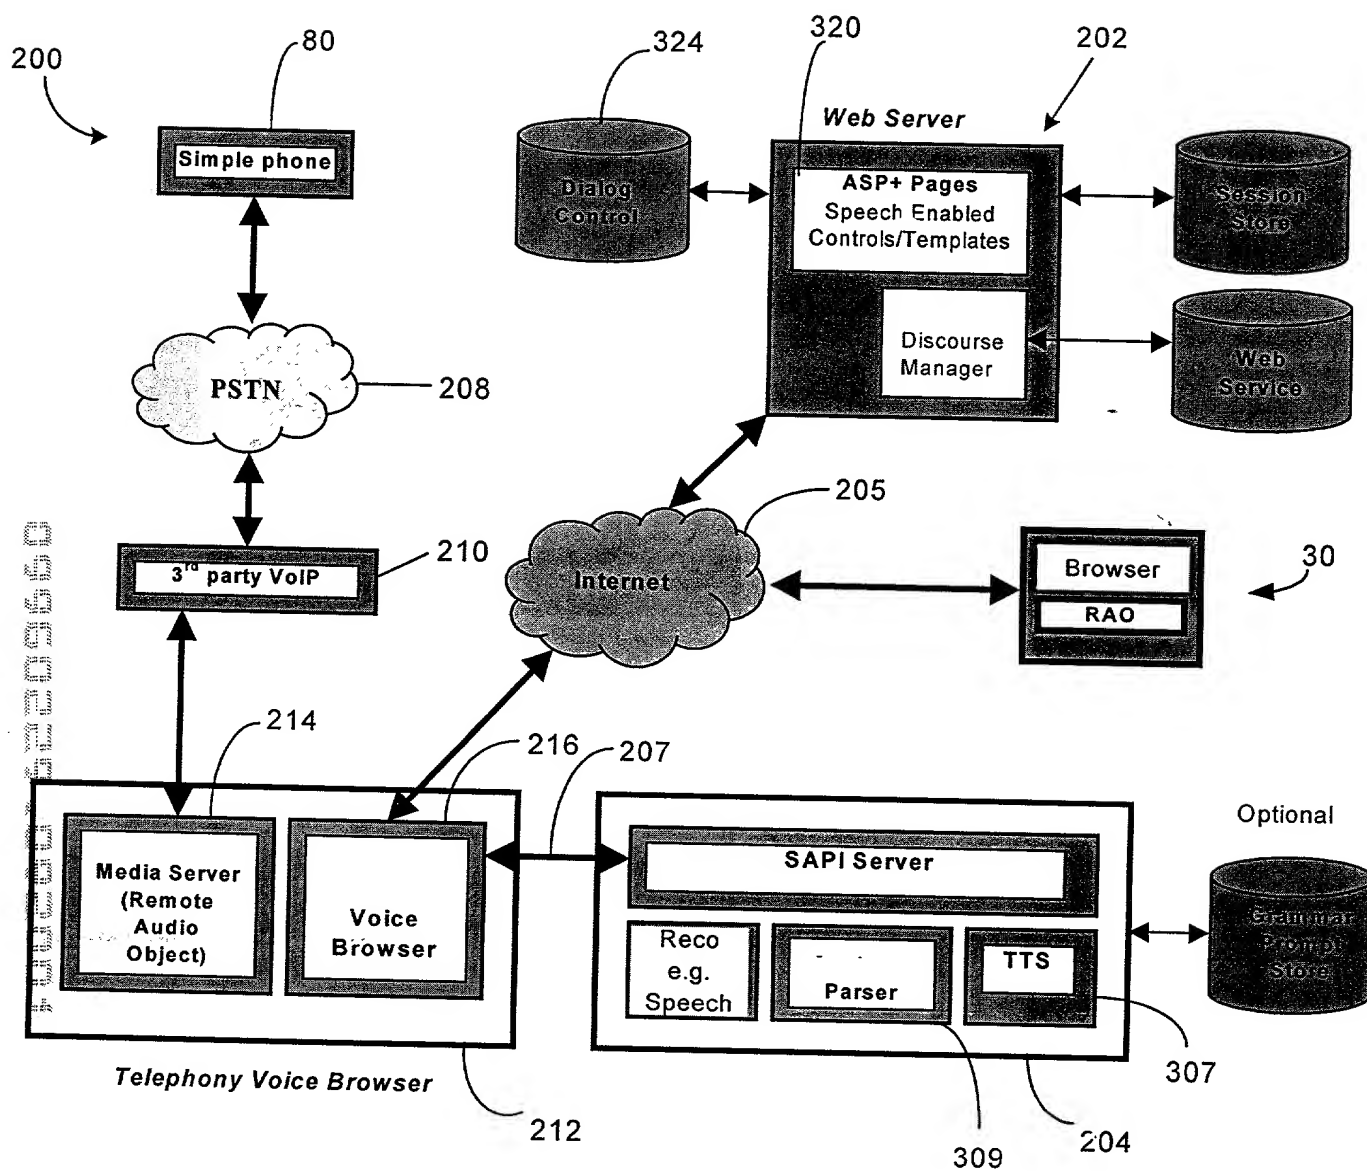 80
324
320
202
200
Web Server
Simple phone
Dialog
Control
ASP+ Pages
Speech Enabled
Controls/Templates
Session
Store
Discourse
Manager
Web
Service
PSTN
208
205
3rd party VoIP
210
Internet
Browser
RAO
30
214
216
207
Media Server
(Remote
Audio
Object)
Voice
Browser
SAPI Server
Reco
e.g.
Speech
Parser
TTS
Optional
Grammar
Prompt
Store
Telephony Voice Browser
212
309
204
307